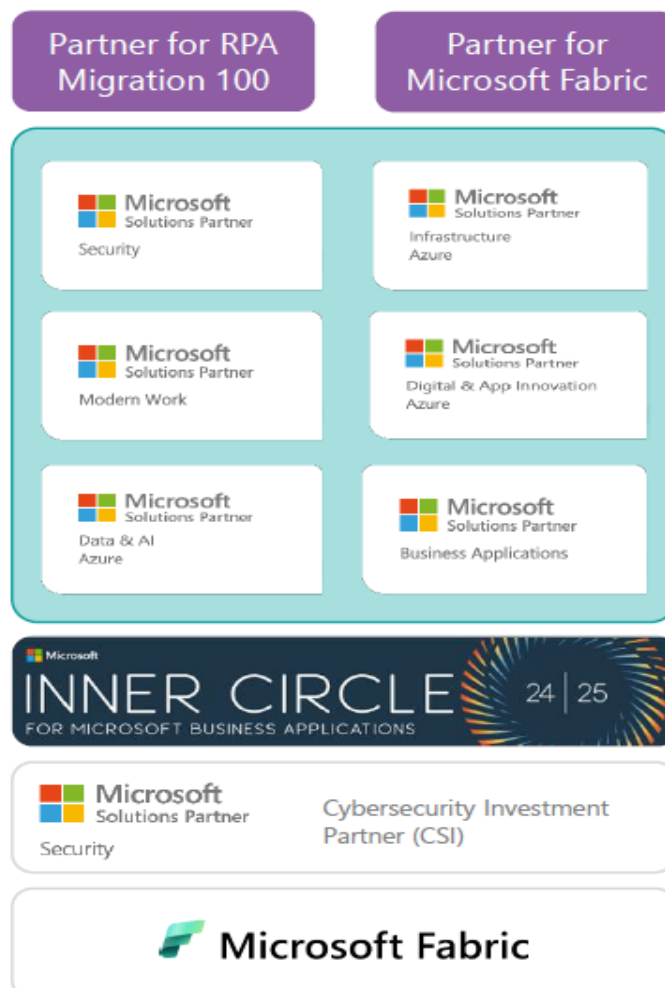 Partner for RPA
Migration 100
Partner for
Microsoft Fabric
Microsoft
Solutions Partner
Security
Microsoft
Solutions Partner
Infrastructure
Azure
Microsoft
Solutions Partner
Modern Work
Microsoft
Solutions Partner
Digital & App Innovation
Azure
Microsoft
Solutions Partner
Data & AI
Azure
Microsoft
Solutions Partner
Business Applications
Microsoft
INNER CIRCLE
FOR MICROSOFT BUSINESS APPLICATIONS
24 | 25
Microsoft
Solutions Partner
Security
Cybersecurity Investment
Partner (CSI)
Microsoft Fabric